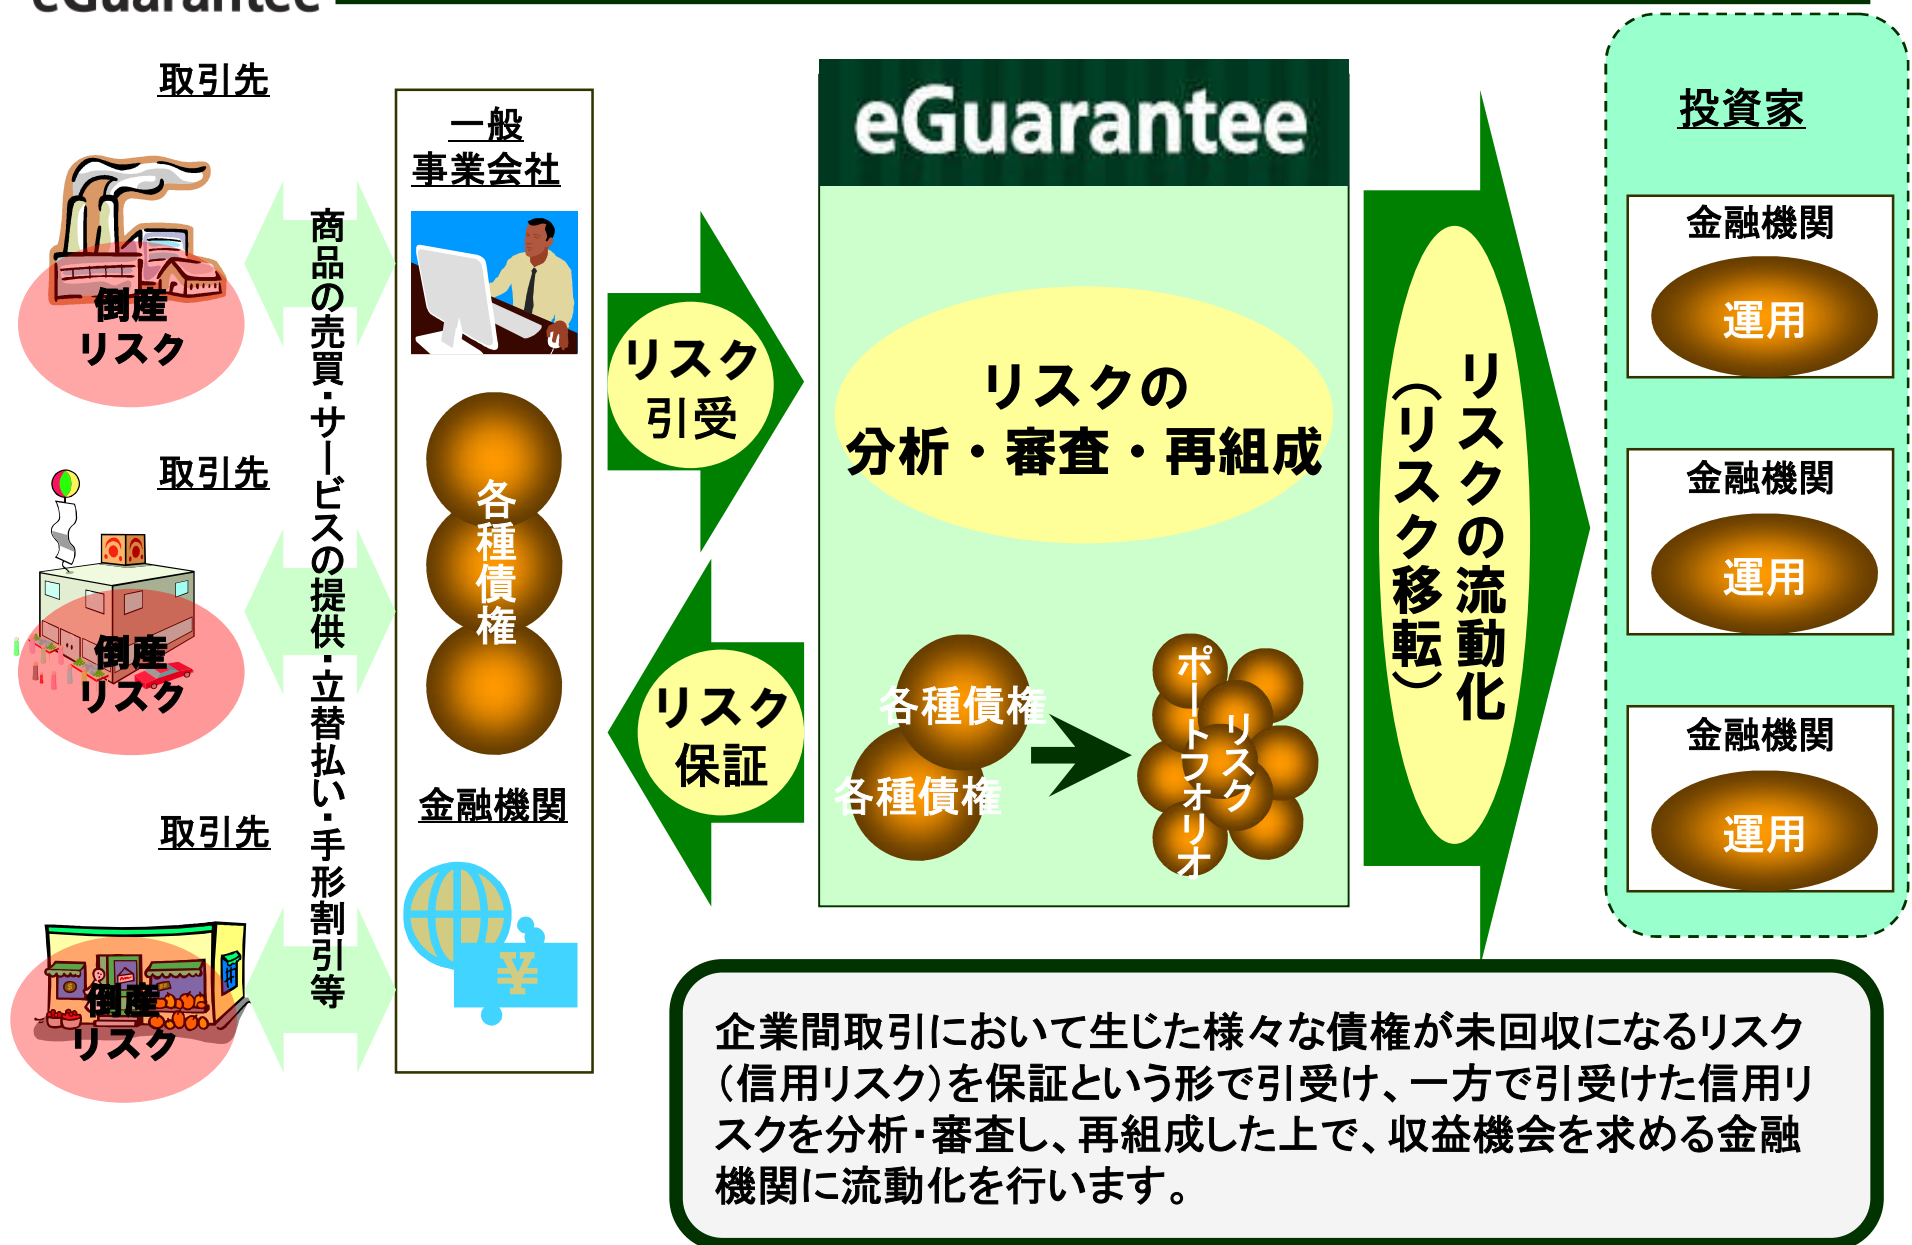 eGuarantee
取引先
倒産
リスク
取引先
倒産
リスク
取引先
倒産
リスク
商品の売買・サービスの提供・立替払い・手形割引等
一般
事業会社
各種債権
金融機関
¥
リスク
引受
リスク
保証
eGuarantee
リスクの
分析・審査・再組成
各種債権
各種債権
リスク
ポートフォリオ
リスクの流動化
（リスク移転）
投資家
金融機関
運用
金融機関
運用
金融機関
運用
企業間取引において生じた様々な債権が未回収になるリスク
（信用リスク）を保証という形で引受け、一方で引受けた信用リ
スクを分析・審査し、再組成した上で、収益機会を求める金融
機関に流動化を行います。